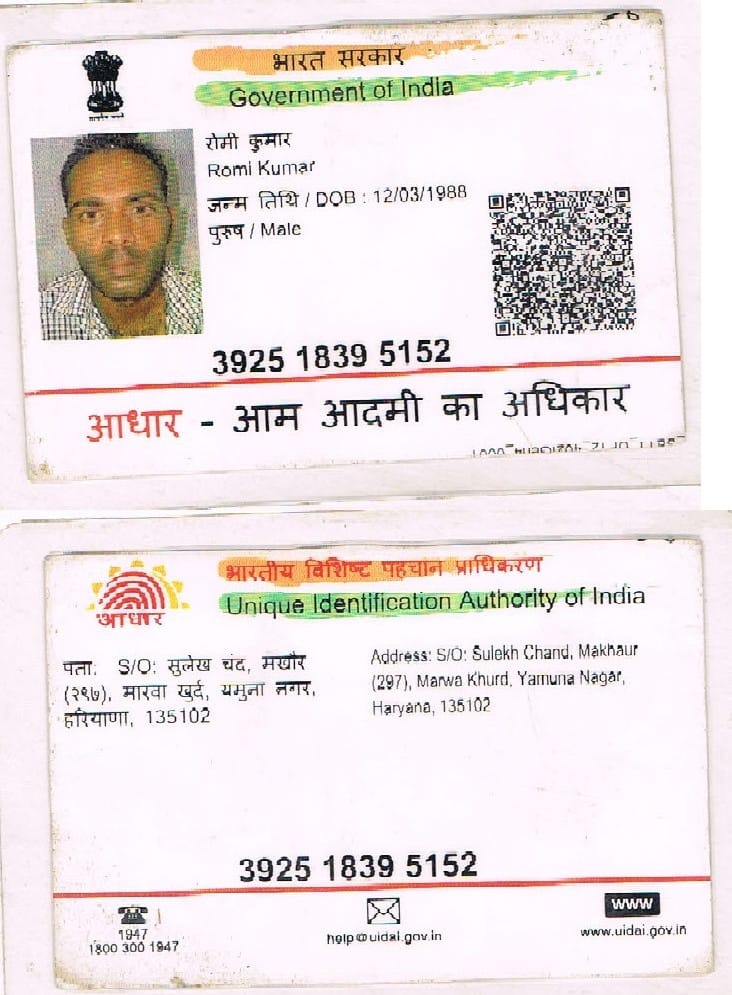 भारत सरकार
Government of India
रोमी कुमार
Romi Kumar
जन्म तिथि / DOB : 12/03/1988
पुरुष / Male
3925 1839 5152
आधार - आम आदमी का अधिकार
भारतीय विशिष्ट पहचान प्राधिकरण
Unique Identification Authority of India
आधार
पता: S/O: सुलेख चंद, मखौर
(२९७), मारवा खुर्द, यमुना नगर,
हरियाणा, 135102
Address: S/O: Sulekh Chand, Makhaur
(297), Marwa Khurd, Yamuna Nagar,
Haryana, 135102
3925 1839 5152
1947
1800 300 1947
help@uidai.gov.in
WWW
www.uidai.gov.in